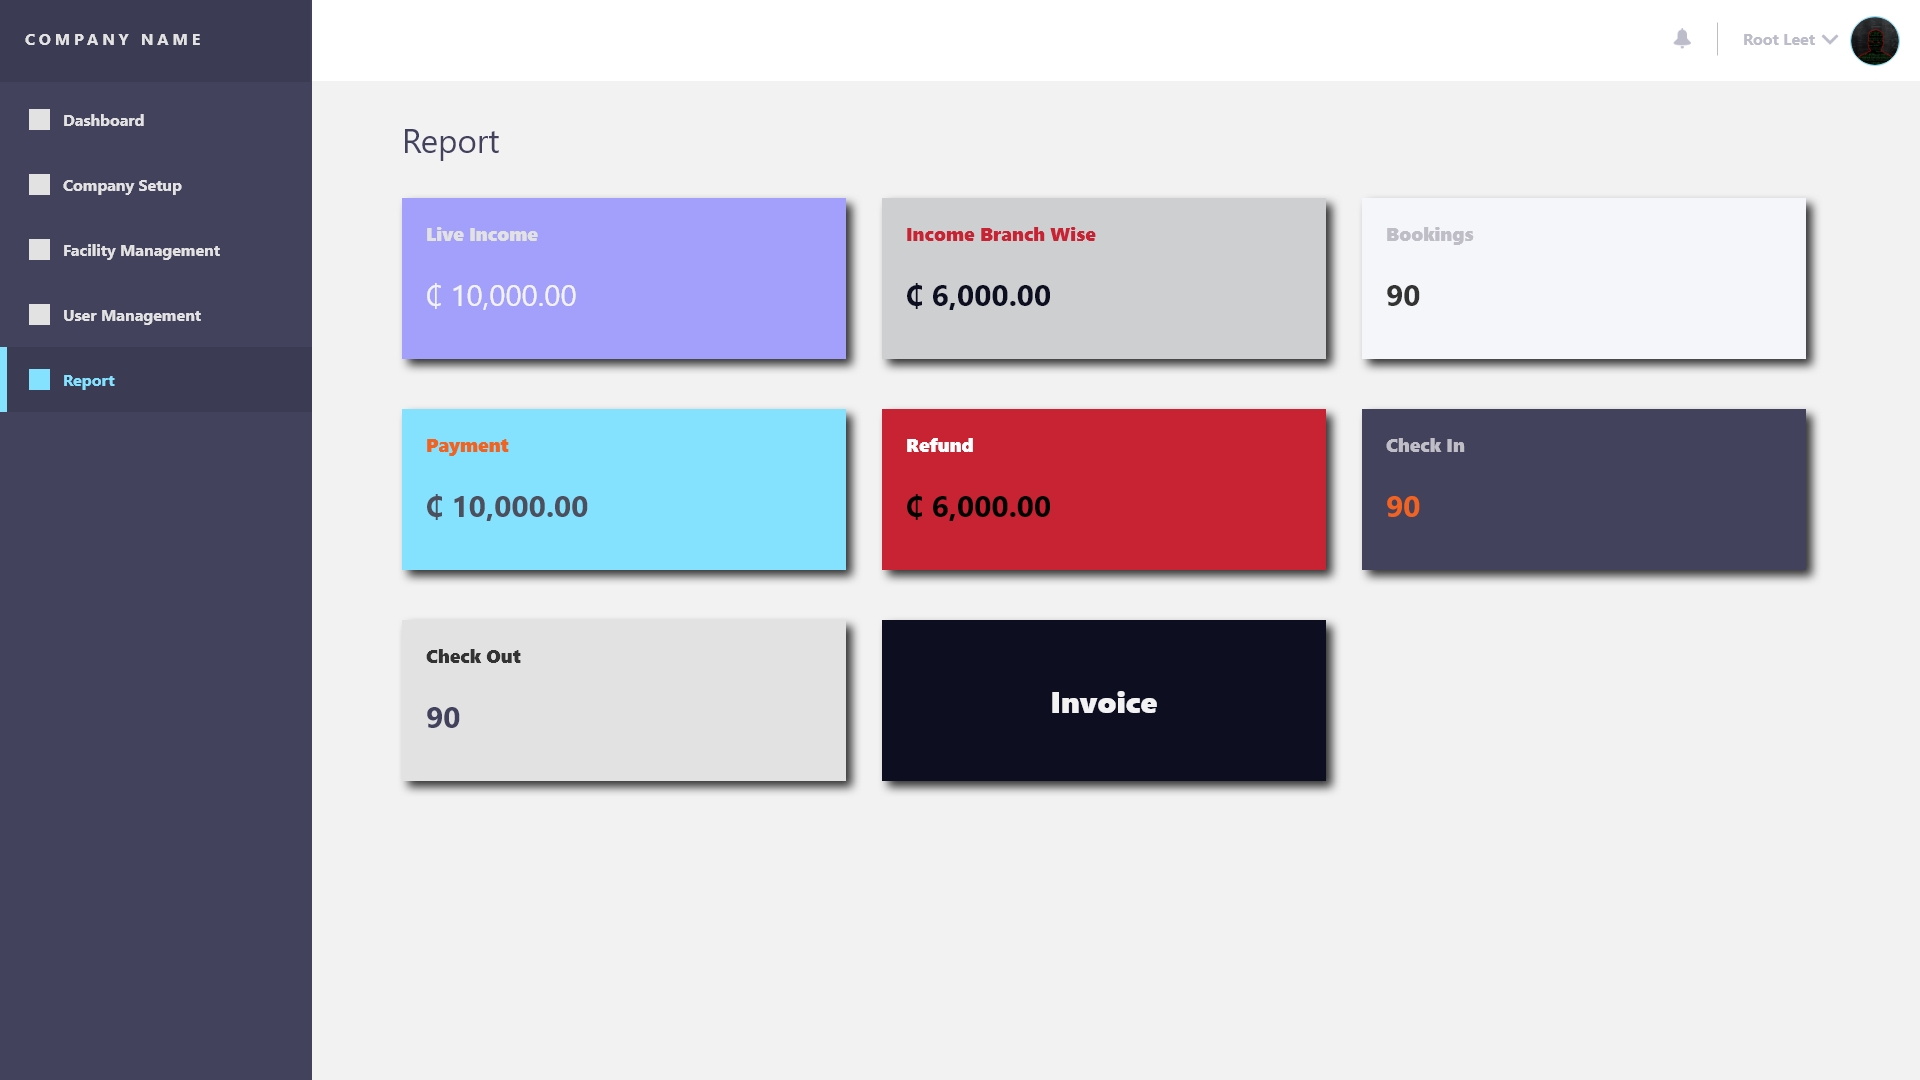 COMPANY NAME
Root Leet
Dashboard
Company Setup
Facility Management
User Management
Report
Report
Live Income
₵ 10,000.00
Income Branch Wise
₵ 6,000.00
Bookings
90
Payment
₵ 10,000.00
Refund
₵ 6,000.00
Check In
90
Check Out
90
Invoice